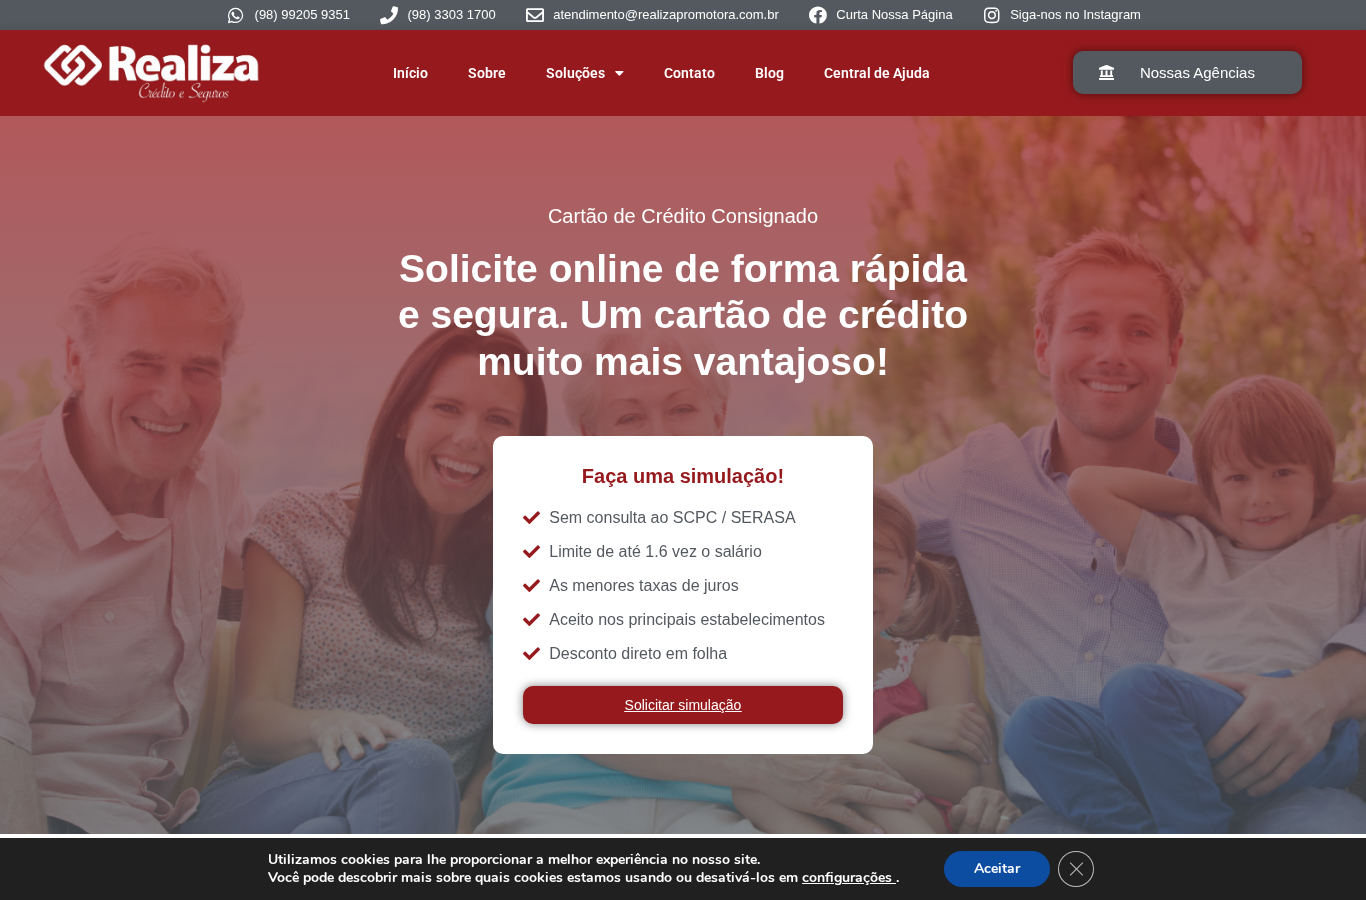 (98) 99205 9351
(98) 3303 1700
atendimento@realizapromotora.com.br
Curta Nossa Página
Siga-nos no Instagram
Realiza
Crédito e Seguros
Início
Sobre
Soluções
Contato
Blog
Central de Ajuda
Nossas Agências
Cartão de Crédito Consignado
Solicite online de forma rápida
e segura. Um cartão de crédito
muito mais vantajoso!
Faça uma simulação!
Sem consulta ao SCPC / SERASA
Limite de até 1.6 vez o salário
As menores taxas de juros
Aceito nos principais estabelecimentos
Desconto direto em folha
Solicitar simulação
Utilizamos cookies para lhe proporcionar a melhor experiência no nosso site.
Você pode descobrir mais sobre quais cookies estamos usando ou desativá-los em configurações .
Aceitar